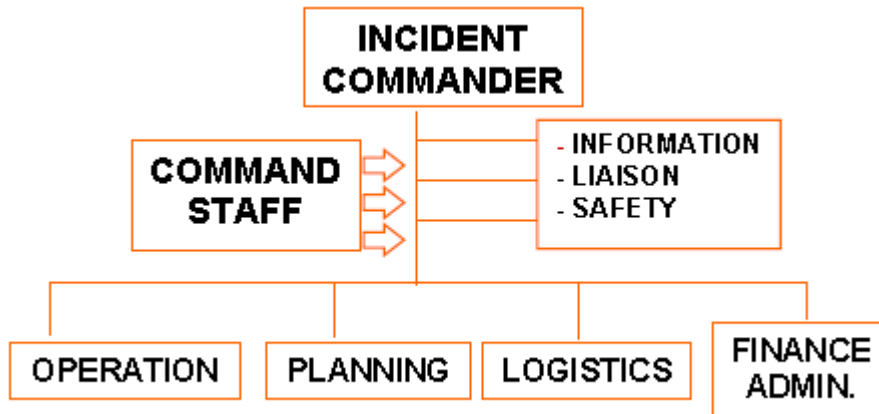 INCIDENT
COMMANDER
COMMAND
STAFF
- INFORMATION
- LIAISON
- SAFETY
OPERATION
PLANNING
LOGISTICS
FINANCE
ADMIN.